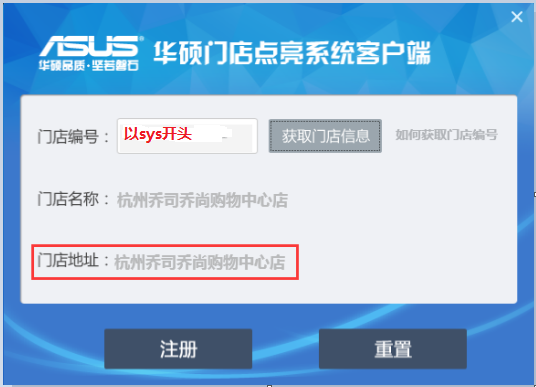 ASUS 华硕门店点亮系统客户端
华硕品质·坚若磐石
门店编号： 以sys开头 获取门店信息 如何获取门店编号
门店名称： 杭州乔司乔尚购物中心店
门店地址： 杭州乔司乔尚购物中心店
注册 重置